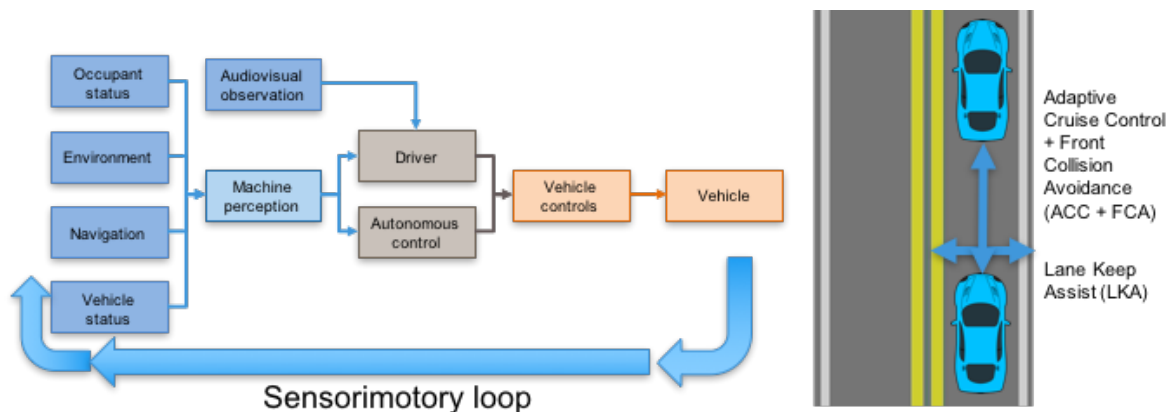 Occupant
status
Audiovisual
observation
Environment
Driver
Machine
perception
Vehicle
controls
Vehicle
Navigation
Autonomous
control
Vehicle
status
Sensorimotory loop
Adaptive
Cruise Control
+ Front
Collision
Avoidance
(ACC + FCA)
Lane Keep
Assist (LKA)